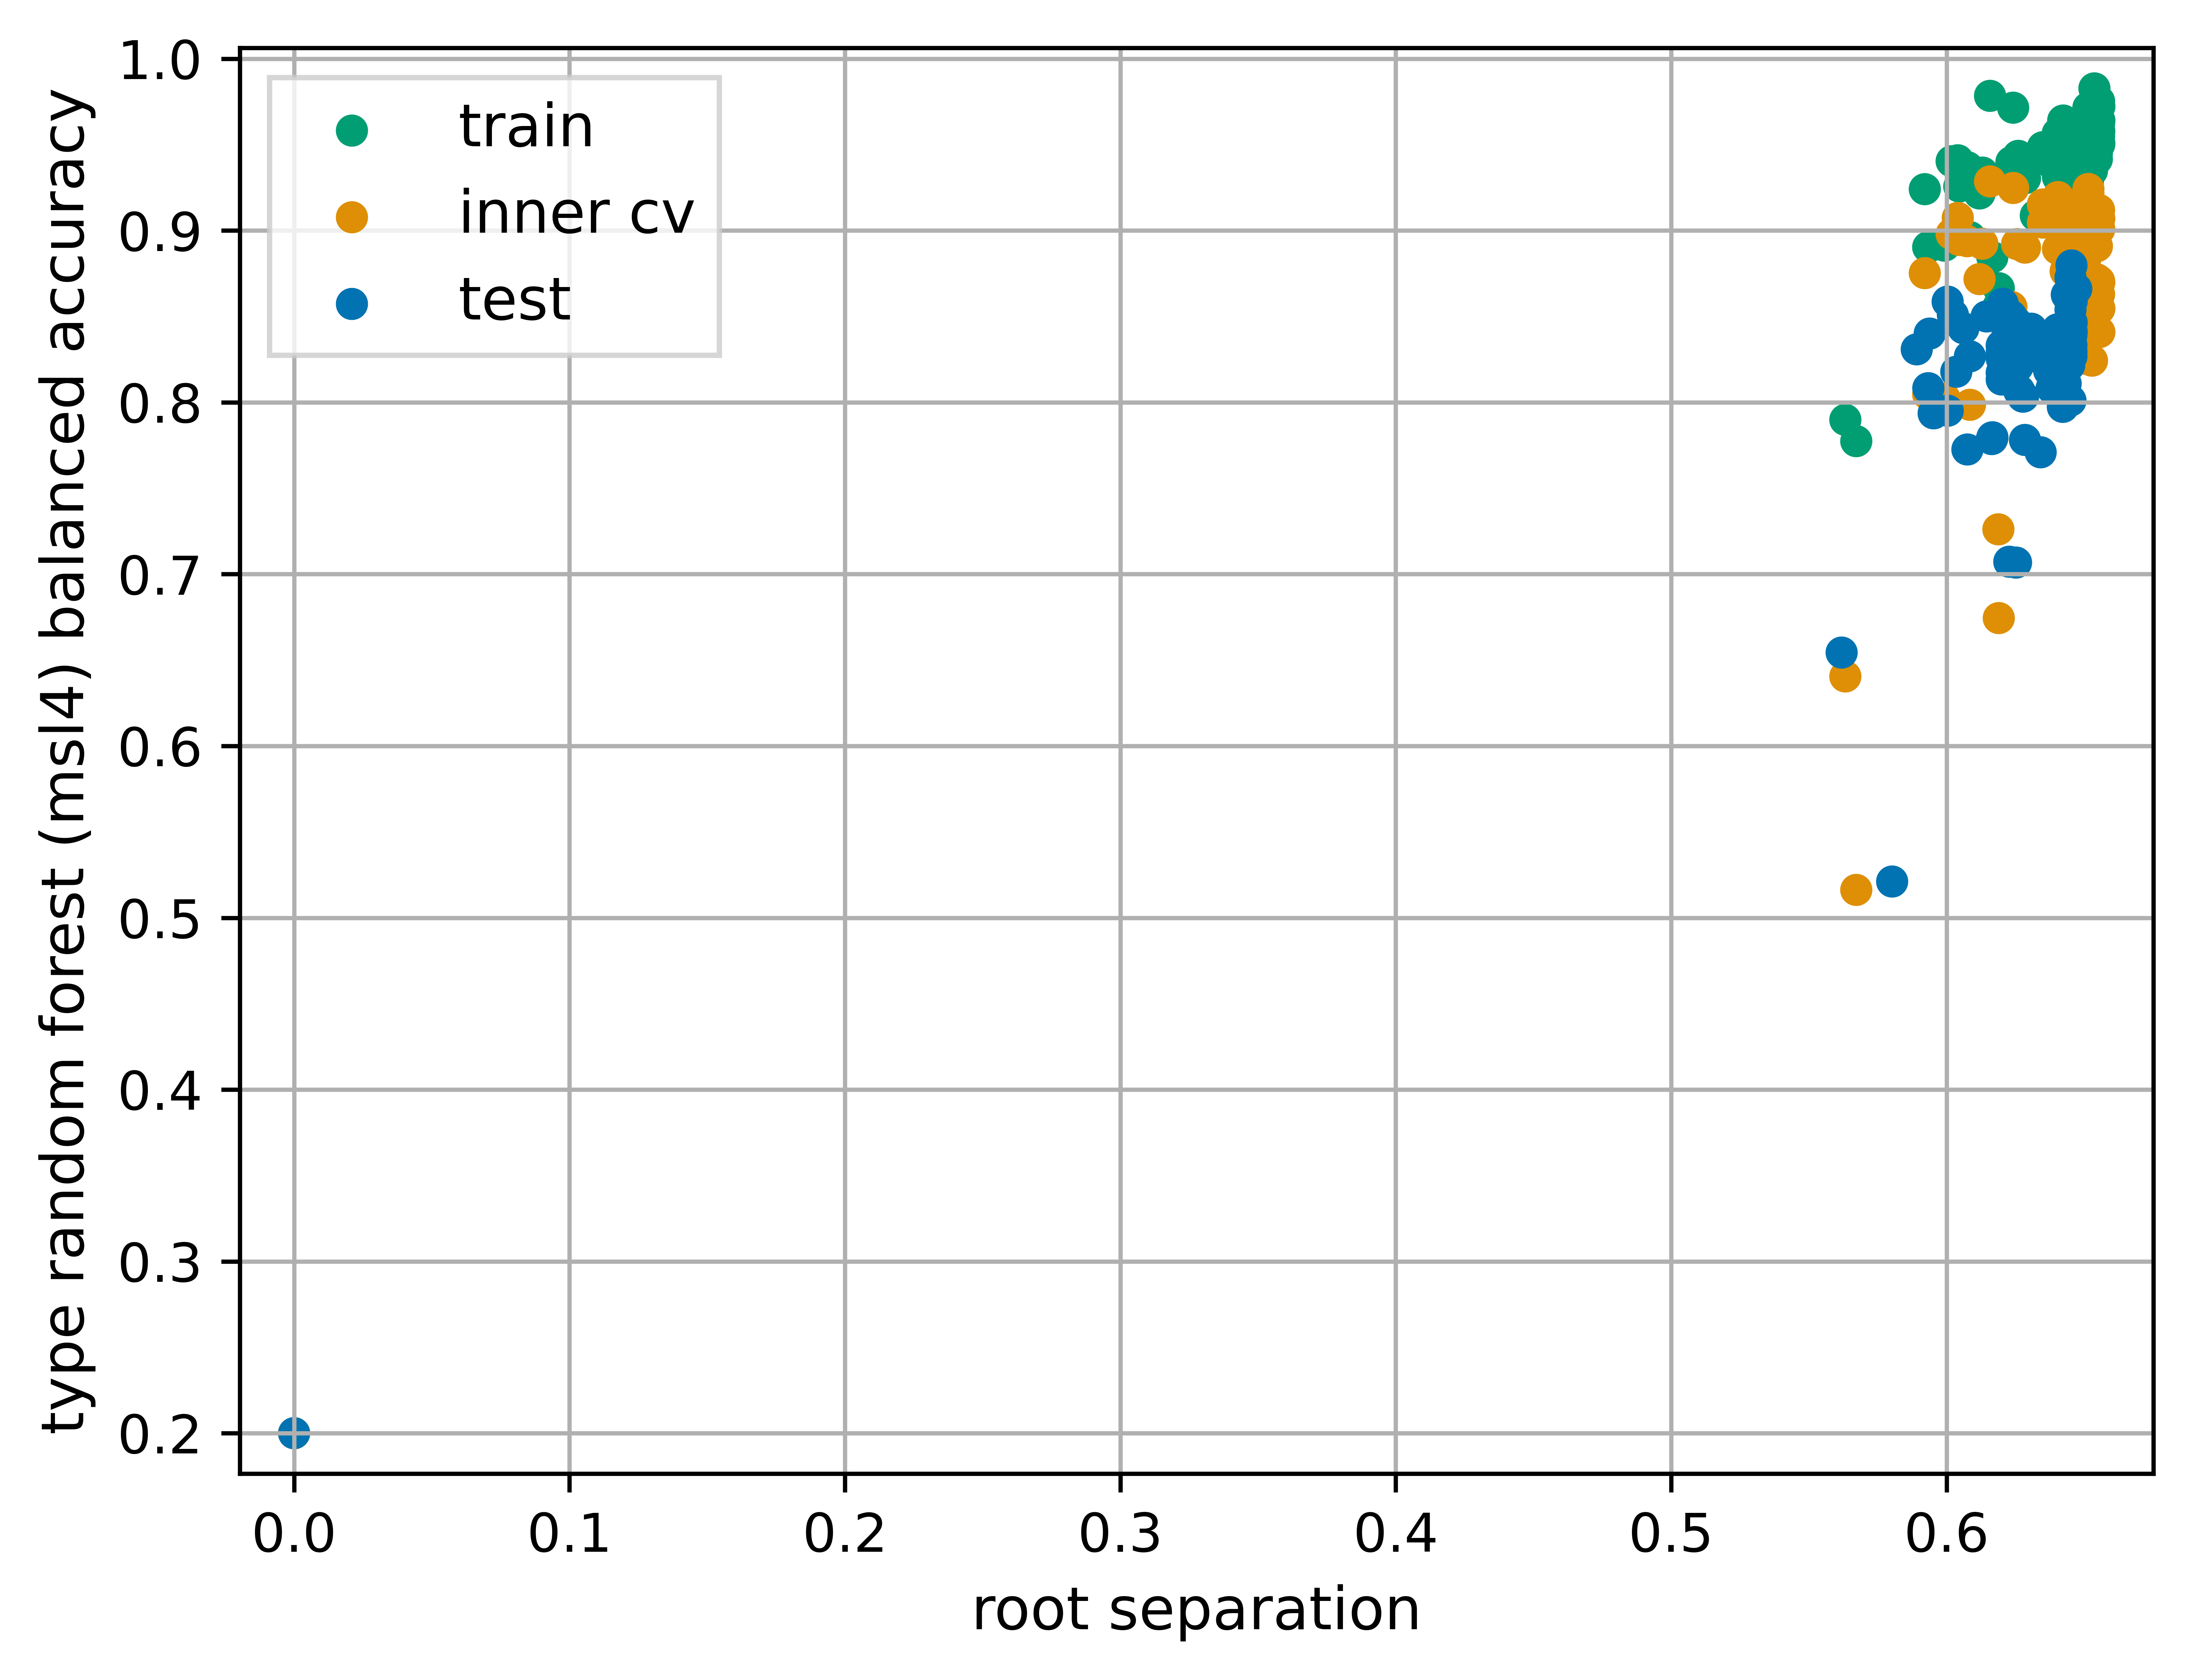 train
inner cv
test
type random forest (msl4) balanced accuracy
1.0
0.9
0.8
0.7
0.6
0.5
0.4
0.3
0.2
0.0 0.1 0.2 0.3 0.4 0.5 0.6
root separation